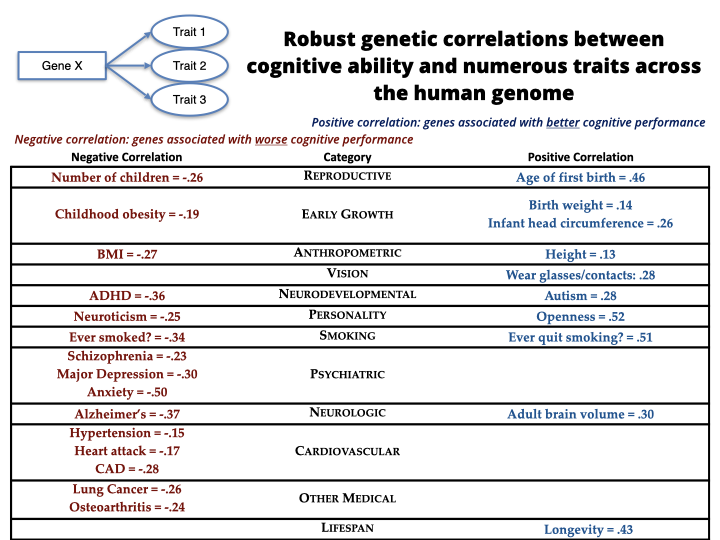 Gene X
Trait 1
Trait 2
Trait 3
Robust genetic correlations between
cognitive ability and numerous traits across
the human genome
Positive correlation: genes associated with better cognitive performance
Negative correlation: genes associated with worse cognitive performance
Negative Correlation Category Positive Correlation
Number of children = -.26 REPRODUCTIVE Age of first birth = .46
Childhood obesity = -.19 EARLY GROWTH Birth weight = .14
Infant head circumference = .26
BMI = -.27 ANTHROPOMETRIC Height = .13
VISION Wear glasses/contacts: .28
ADHD = -.36 NEURODEVELOPMENTAL Autism = .28
Neuroticism = -.25 PERSONALITY Openness = .52
Ever smoked? = -.34 SMOKING Ever quit smoking? = .51
Schizophrenia = -.23
Major Depression = -.30 PSYCHIATRIC
Anxiety = -.50
Alzheimer's = -.37 NEUROLOGIC Adult brain volume = .30
Hypertension = -.15
Heart attack = -.17 CARDIOVASCULAR
CAD = -.28
Lung Cancer = -.26
Osteoarthritis = -.24 OTHER MEDICAL
LIFESPAN Longevity = .43